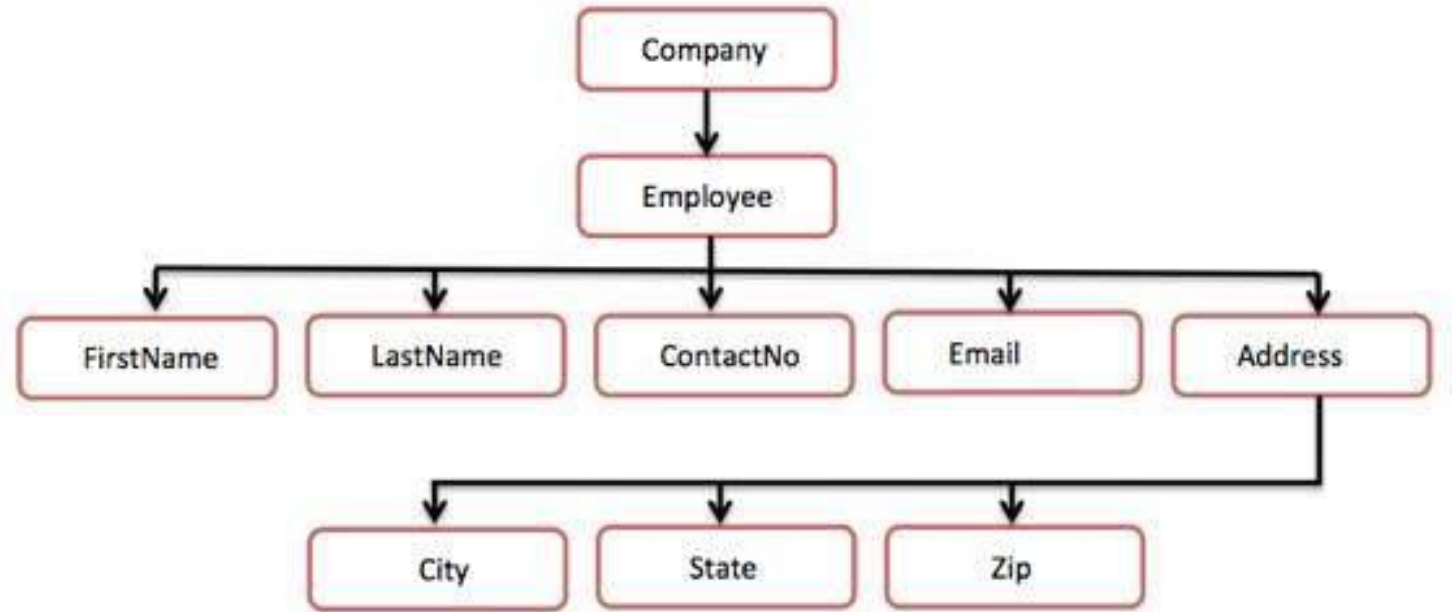 Company
Employee
FirstName
LastName
ContactNo
Email
Address
City
State
Zip